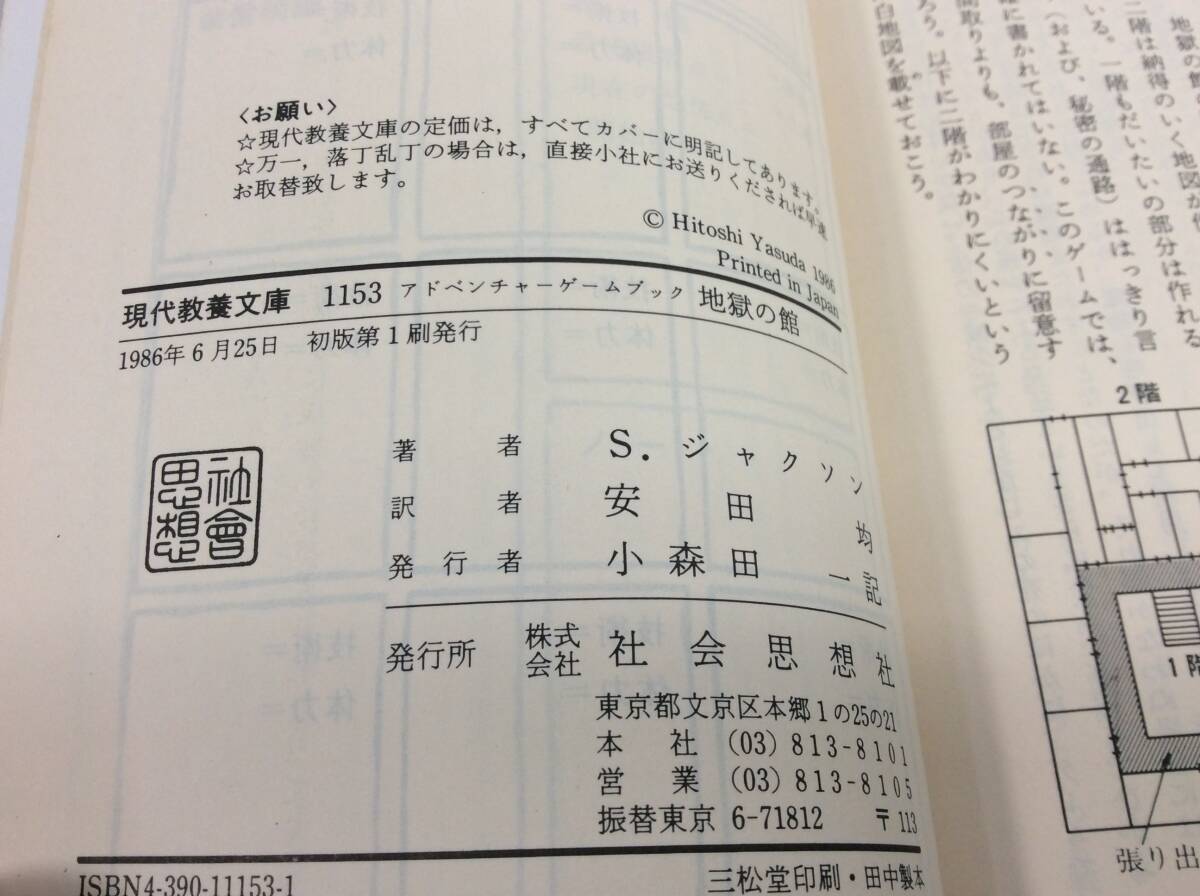 〈お願い〉
☆現代教養文庫の定価は，すべてカバーに明記してあります。
☆万一，落丁乱丁の場合は，直接小社にお送りくだされば早速
お取替致します。
© Hitoshi Yasuda 1986
Printed in Japan
現代教養文庫 1153 アドベンチャーゲームブック 地獄の館
1986年6月25日 初版第1刷発行
著者 S.ジャクソン
訳者 安田均
発行者 小森田一記
社會
思想
発行所 株式会社 社会思想社
東京都文京区本郷1の25の21
本社 (03) 813-8101
営業 (03) 813-8105
振替東京 6-71812 〒113
ISBN4-390-11153-1
三松堂印刷・田中製本
地獄の館
二階は納得のいく地図が
いる。一階もだいたいの部分は作れる
（および、秘密の通路）ははっきり言
確に書かれてはいない。このゲームでは、
間取りよりも、部屋のつながりに留意す
ろう。以下に二階がわかりにくいという
白地図を載せておこう。
2階
1階
張り出
技術=
体力=